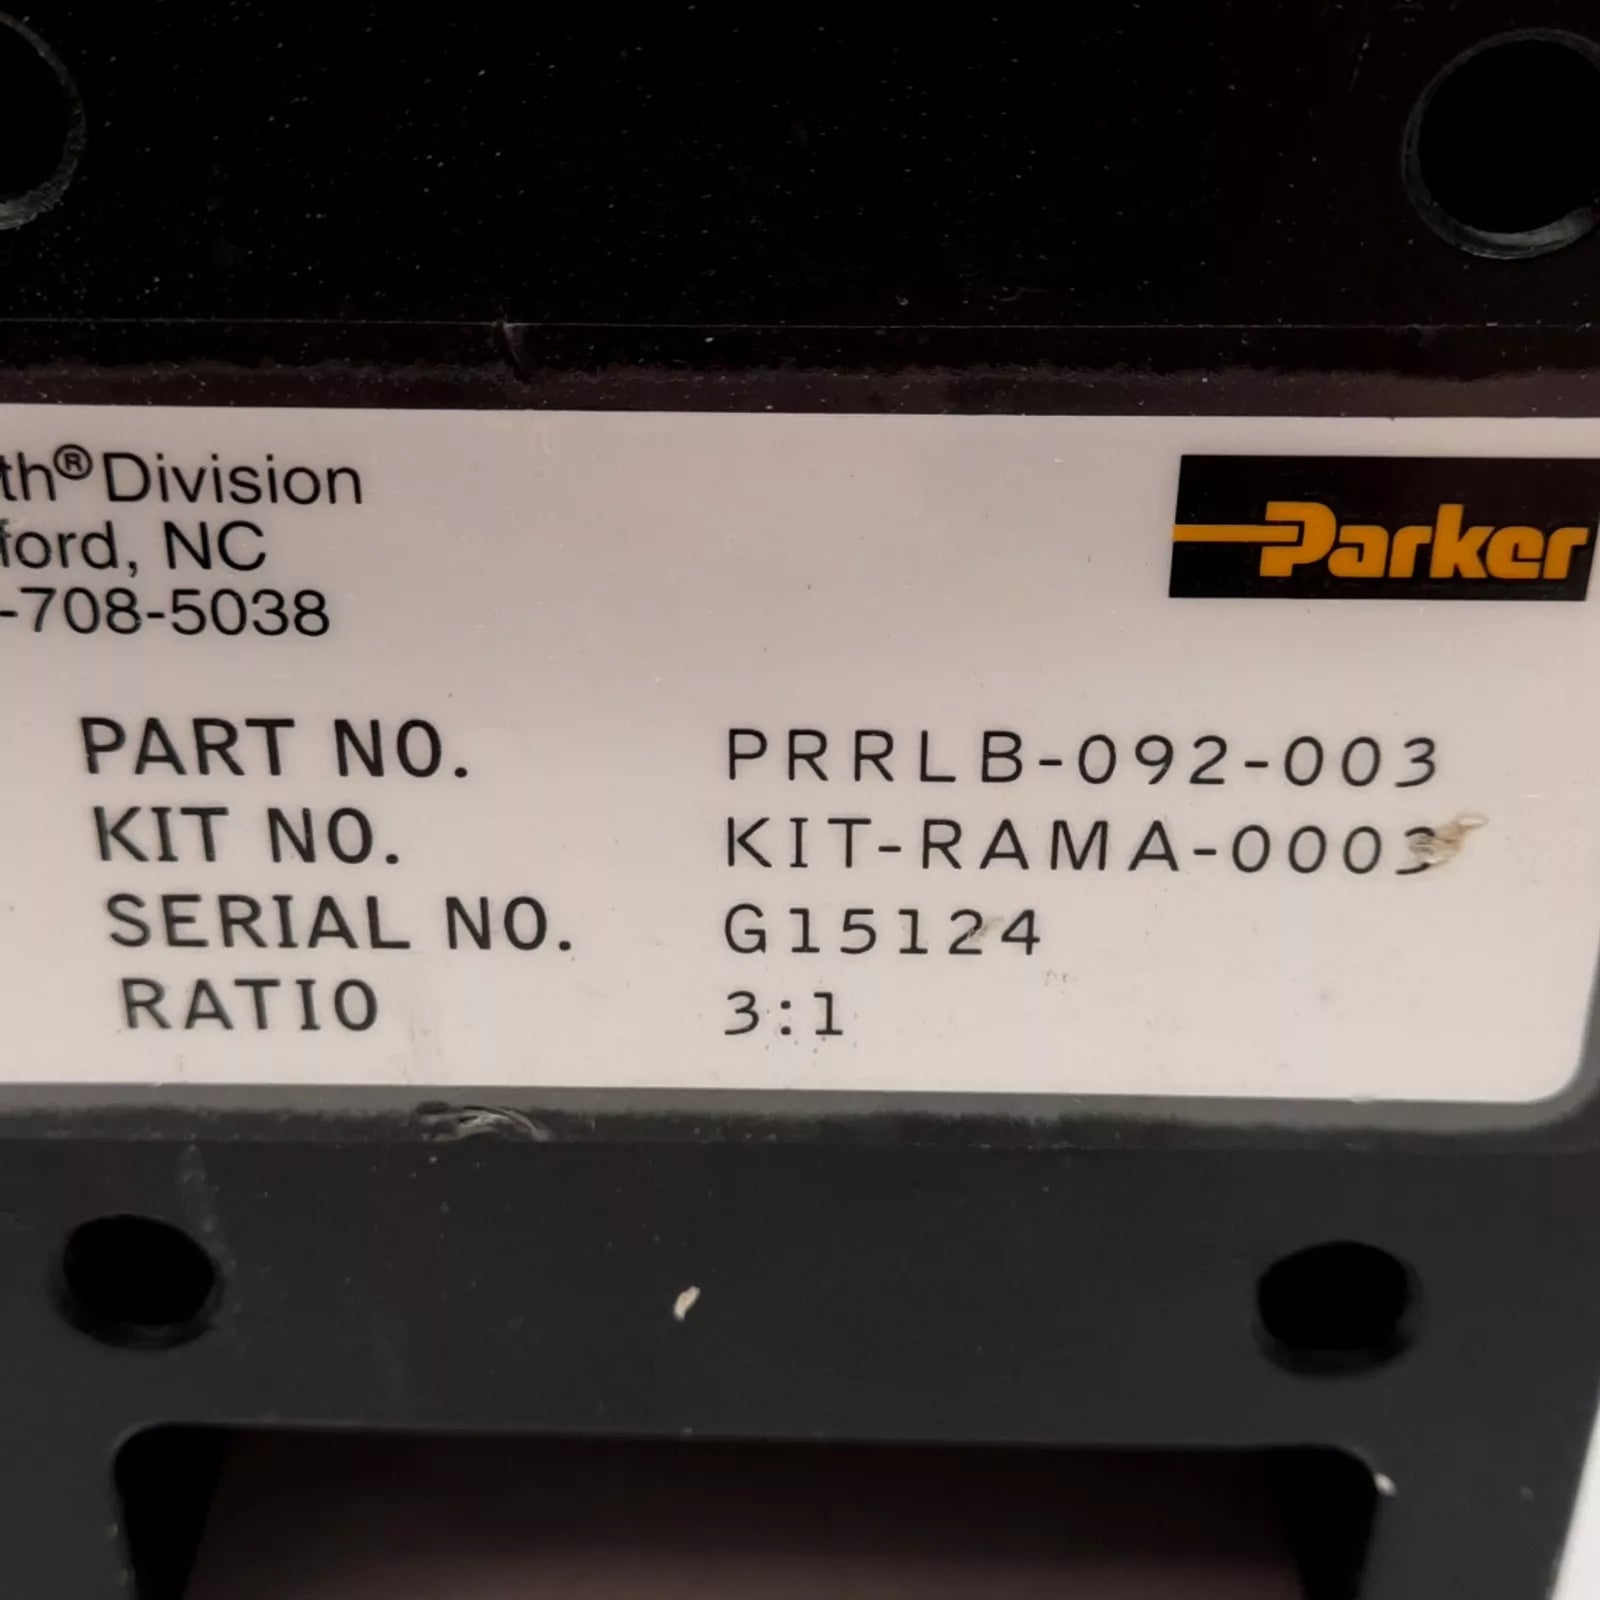 th® Division
ford, NC
-708-5038
Parker
PART NO. PRRLB-092-003
KIT NO. KIT-RAMA-0003
SERIAL NO. G15124
RATIO 3:1